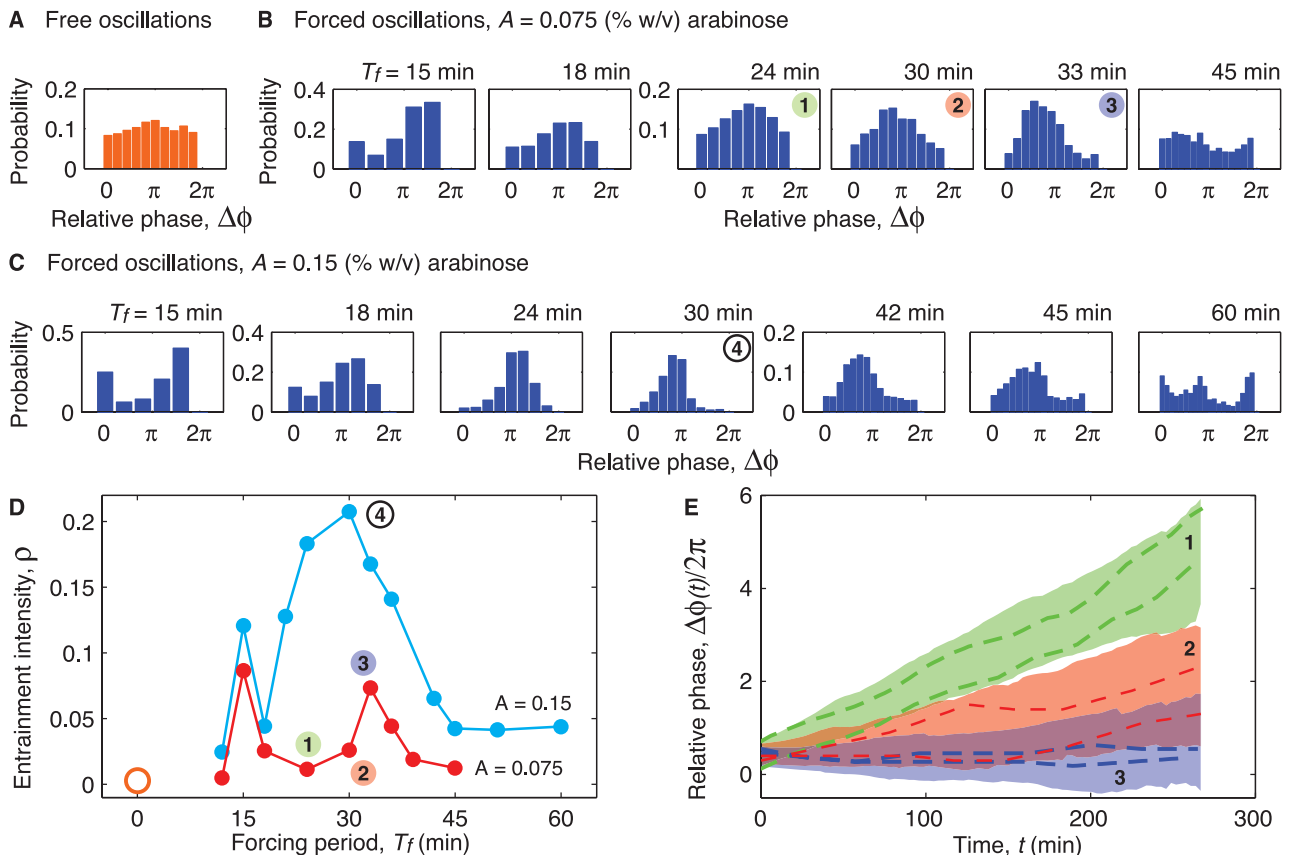 A Free oscillations
B Forced oscillations, A = 0.075 (% w/v) arabinose
Tf = 15 min 18 min 24 min 30 min 33 min 45 min
Probability
0.2
0.1
0
0 π 2π
Relative phase, Δϕ
Probability
0.4
0.2
0
0 π 2π
0 π 2π
0.2
0.1
1
0 π 2π
2
0 π 2π
3
0 π 2π
0 π 2π
Relative phase, Δϕ
C Forced oscillations, A = 0.15 (% w/v) arabinose
Tf = 15 min 18 min 24 min 30 min 42 min 45 min 60 min
Probability
0.5
0
0 π 2π
0.4
0.2
0
0 π 2π
0 π 2π
4
0 π 2π
0.2
0.1
0
0 π 2π
0 π 2π
0 π 2π
Relative phase, Δϕ
D
Entrainment intensity, ρ
0.2
0.15
0.1
0.05
0
4
3
1
2
A = 0.15
A = 0.075
0 15 30 45 60
Forcing period, Tf (min)
E
Relative phase, Δϕ(t)/2π
6
4
2
0
1
2
3
0 100 200 300
Time, t (min)